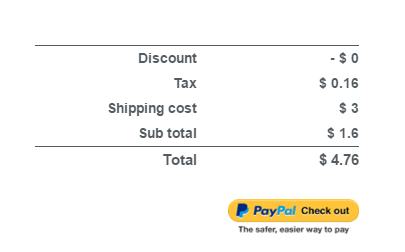 Discount - $ 0
Tax $ 0.16
Shipping cost $ 3
Sub total $ 1.6
Total $ 4.76
PayPal Check out
The safer, easier way to pay